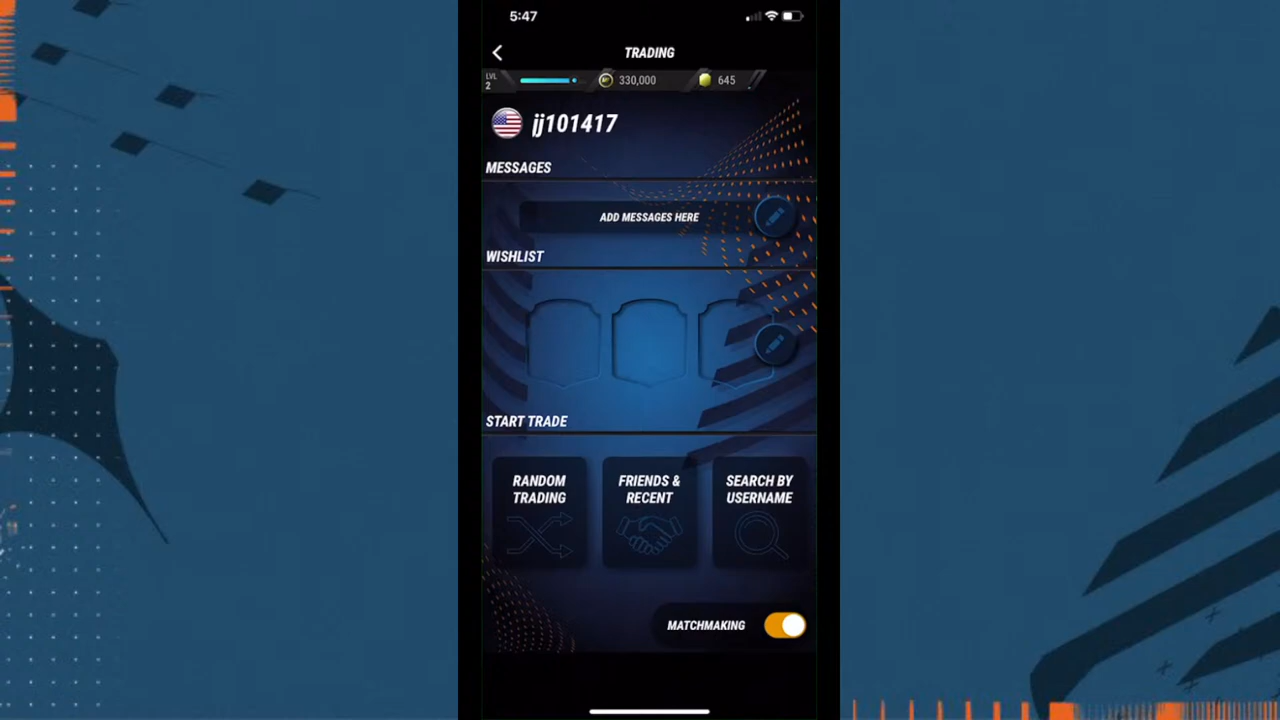 5:47
TRADING
LVL
2
330,000
645
jj101417
MESSAGES
ADD MESSAGES HERE
WISHLIST
START TRADE
RANDOM
TRADING
FRIENDS &
RECENT
SEARCH BY
USERNAME
MATCHMAKING